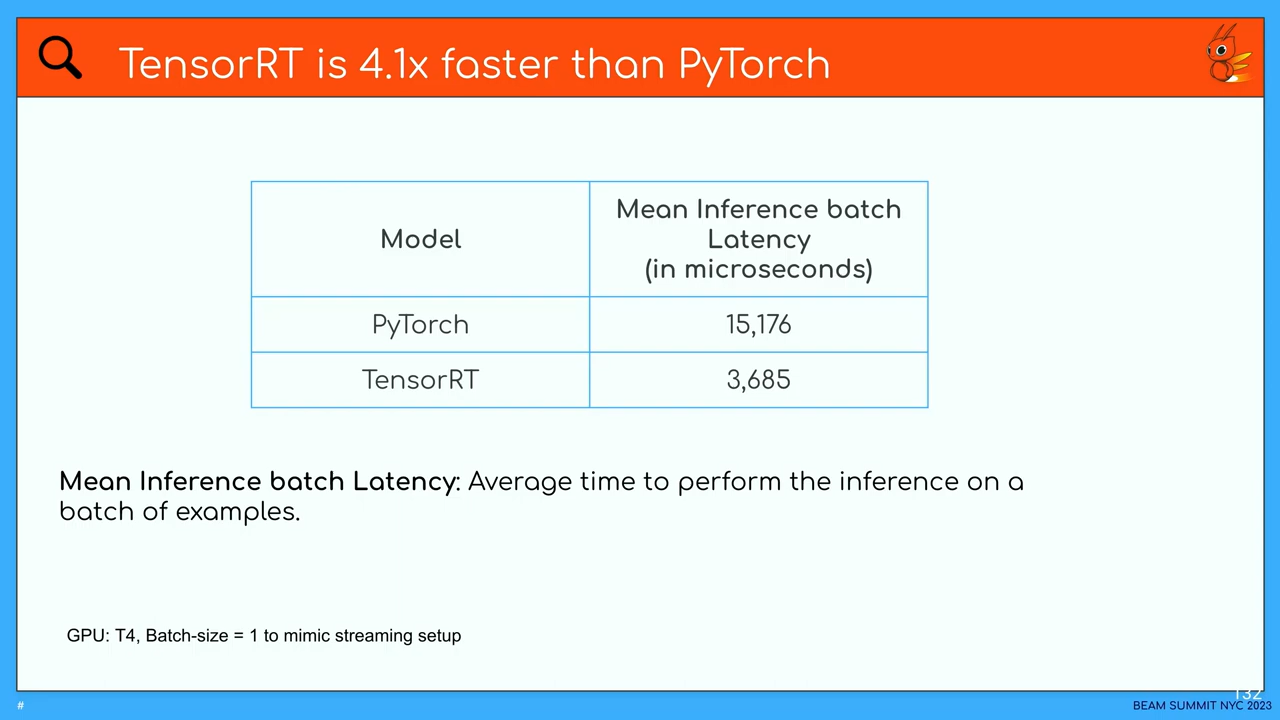 TensorRT is 4.1x faster than PyTorch
Model
Mean Inference batch
Latency
(in microseconds)
PyTorch
15,176
TensorRT
3,685
Mean Inference batch Latency: Average time to perform the inference on a
batch of examples.
GPU: T4, Batch-size = 1 to mimic streaming setup
132
#
BEAM SUMMIT NYC 2023